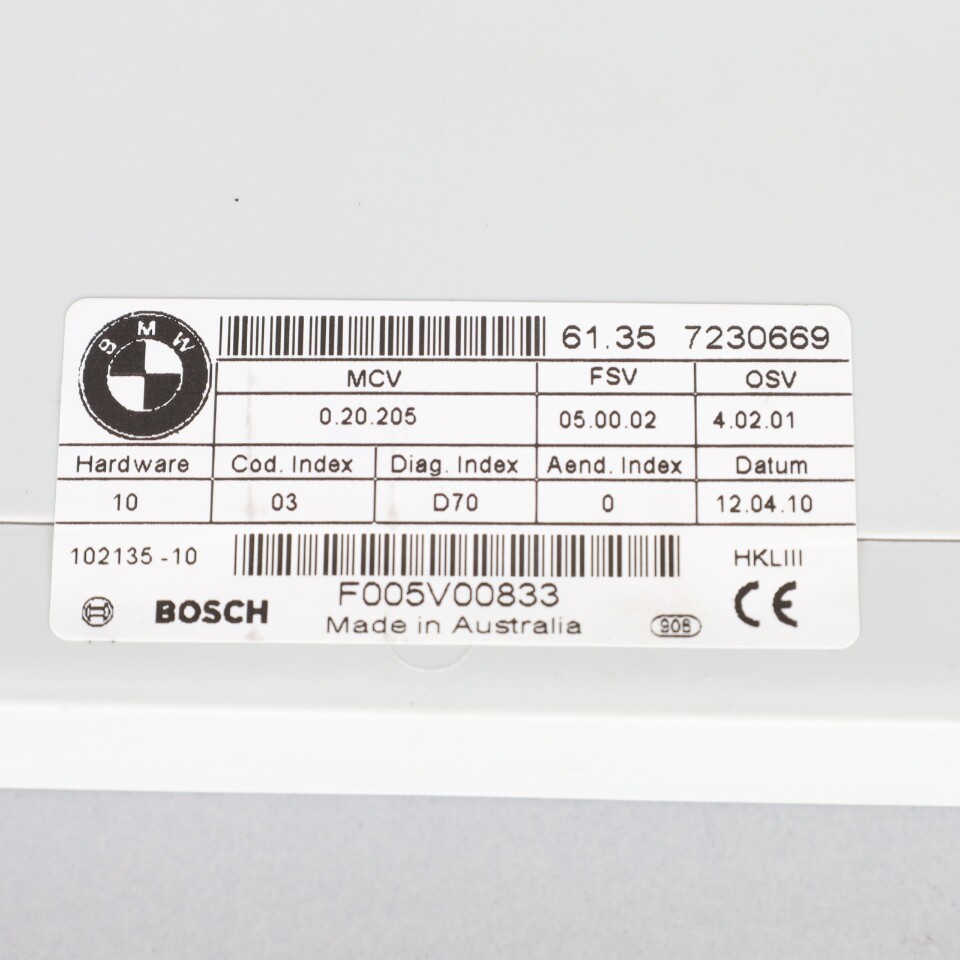 BMW
61.35 7230669
MCV FSV OSV
0.20.205 05.00.02 4.02.01
Hardware Cod. Index Diag. Index Aend. Index Datum
10 03 D70 0 12.04.10
102135-10 HKLIII
F005V00833
BOSCH Made in Australia 908 CE